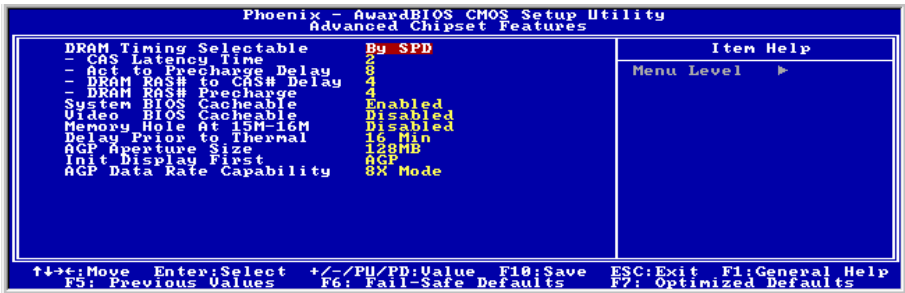 Phoenix - AwardBIOS CMOS Setup Utility
Advanced Chipset Features
DRAM Timing Selectable By SPD
- CAS Latency Time 2
- Act to Precharge Delay 8
- DRAM RAS# to CAS# Delay 4
- DRAM RAS# Precharge 4
System BIOS Cacheable Enabled
Video BIOS Cacheable Disabled
Memory Hole At 15M-16M Disabled
Delay Prior to Thermal 16 Min
AGP Aperture Size 128MB
Init Display First AGP
AGP Data Rate Capability 8X Mode
Item Help
Menu Level ▶
↑↓→←:Move Enter:Select +/-/PU/PD:Value F10:Save ESC:Exit F1:General Help
F5: Previous Values F6: Fail-Safe Defaults F7: Optimized Defaults